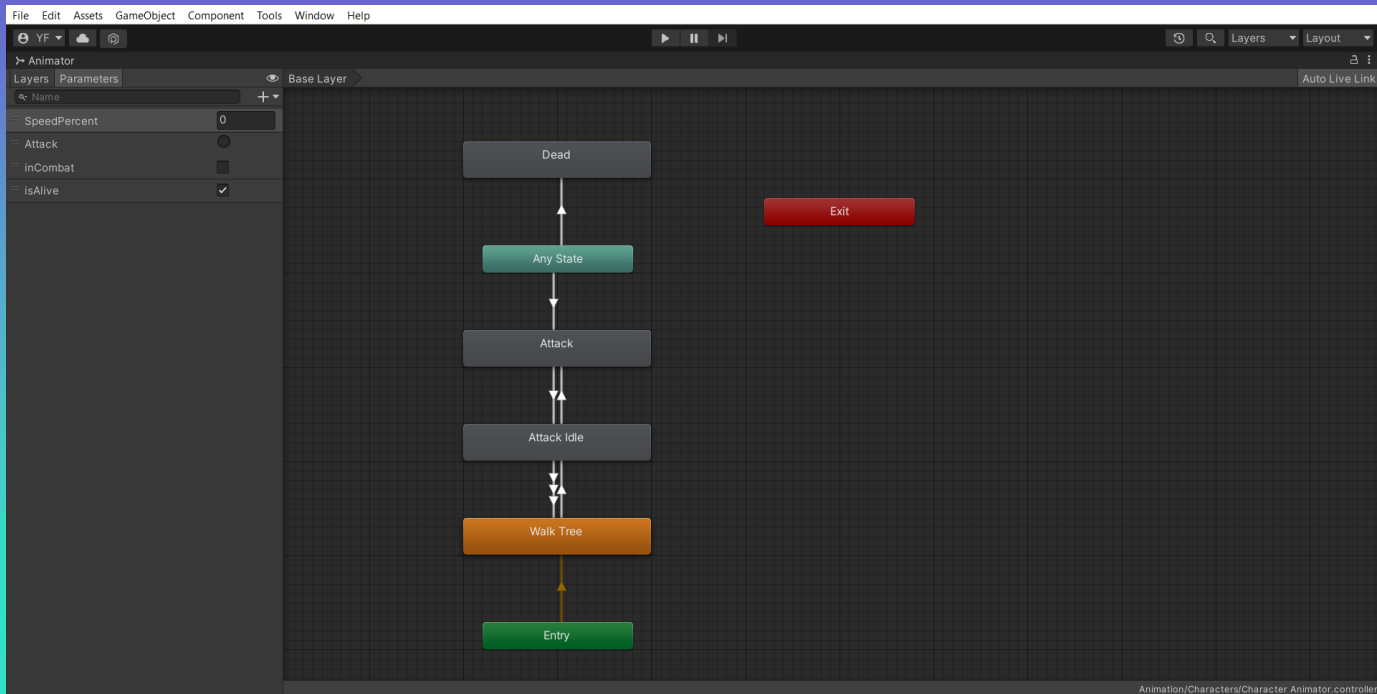 File Edit Assets GameObject Component Tools Window Help
YF Layers Layout
Animator
Layers Parameters Base Layer Auto Live Link
Name
SpeedPercent 0
Attack
inCombat
isAlive
Dead
Exit
Any State
Attack
Attack Idle
Walk Tree
Entry
Animation/Characters/Character Animator.controller